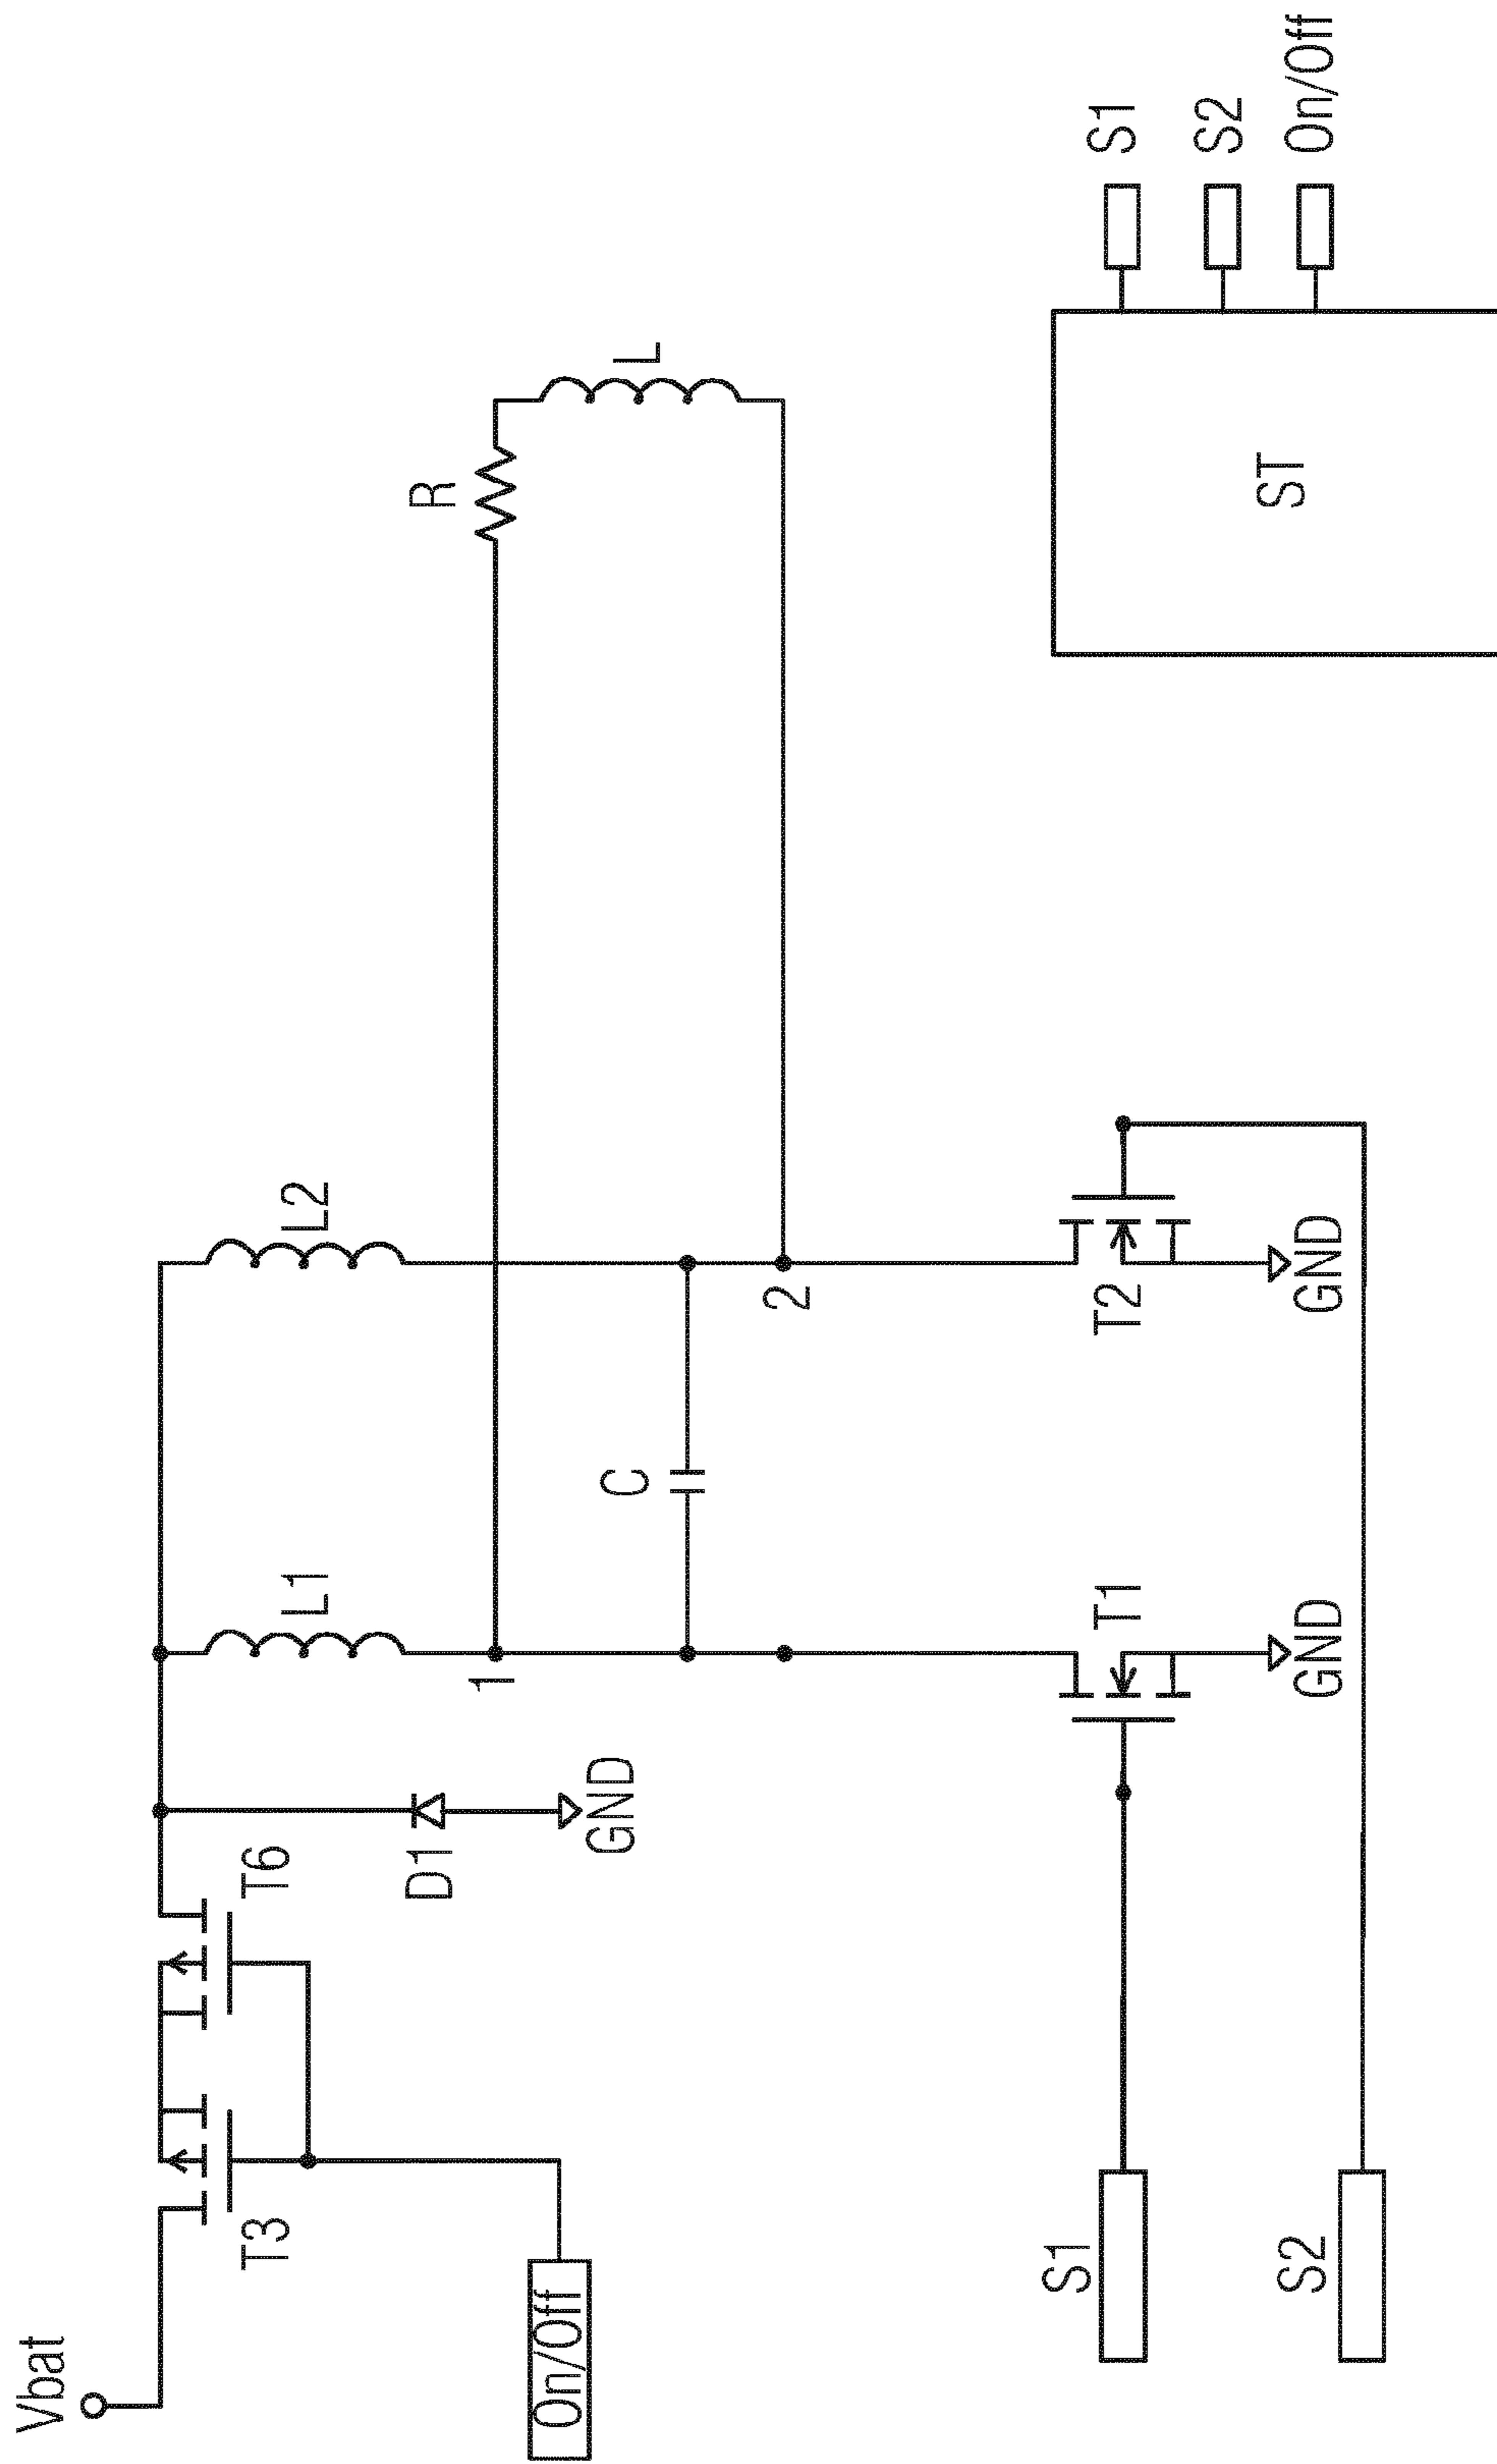 Vbat
T3
T6
On/Off
D1
GND
L1
L2
1
R
L
C
2
S1
T1
GND
T2
GND
S2
ST
S1
S2
On/Off